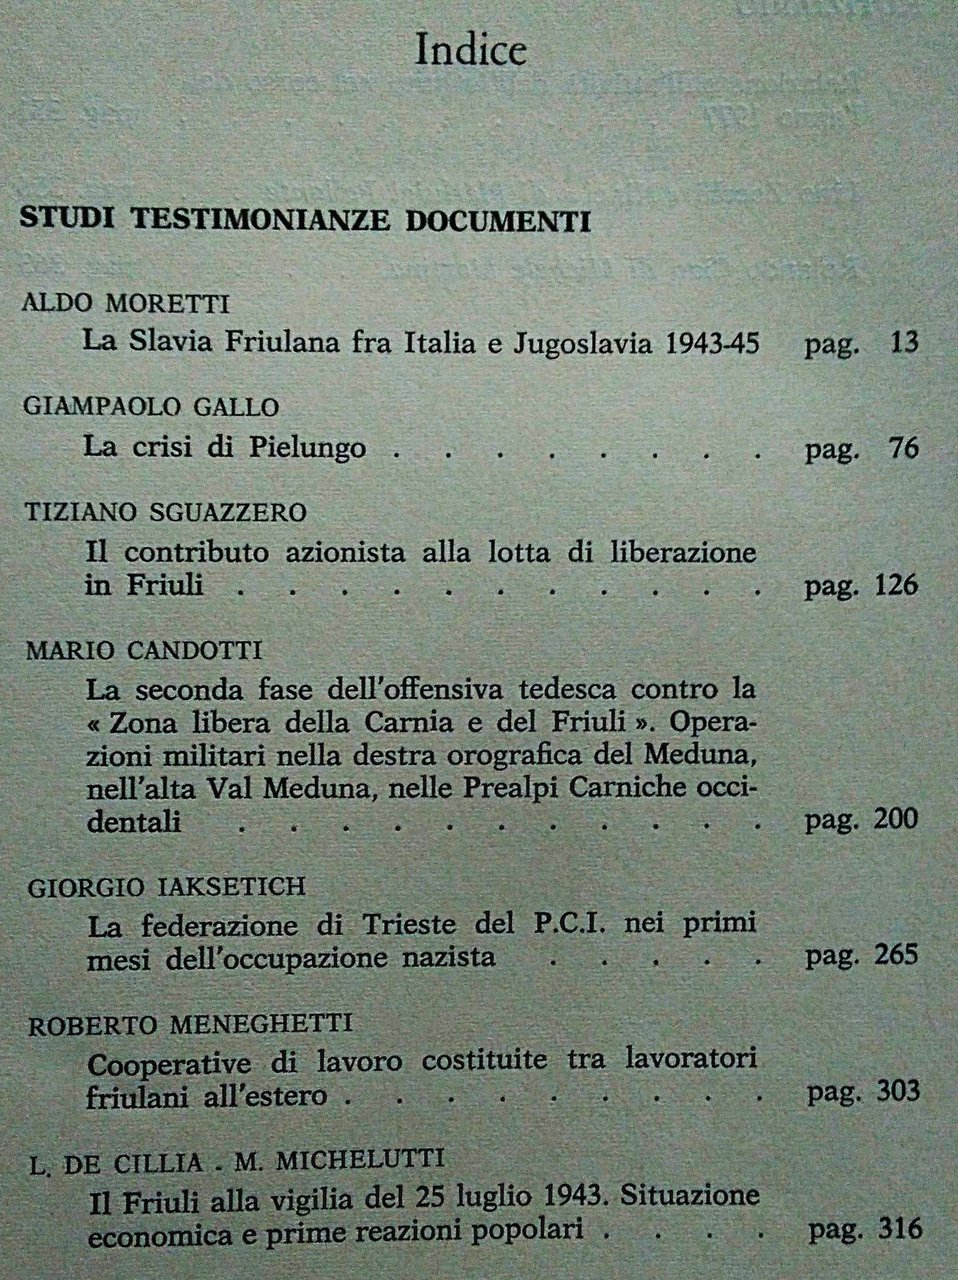 Indice
STUDI TESTIMONIANZE DOCUMENTI
ALDO MORETTI
La Slavia Friulana fra Italia e Jugoslavia 1943-45 pag. 13
GIAMPAOLO GALLO
La crisi di Pielungo . . . . . . . . pag. 76
TIZIANO SGUAZZERO
Il contributo azionista alla lotta di liberazione
in Friuli . . . . . . . . . . . pag. 126
MARIO CANDOTTI
La seconda fase dell'offensiva tedesca contro la
« Zona libera della Carnia e del Friuli ». Opera-
zioni militari nella destra orografica del Meduna,
nell'alta Val Meduna, nelle Prealpi Carniche occi-
dentali . . . . . . . . . . . pag. 200
GIORGIO IAKSETICH
La federazione di Trieste del P.C.I. nei primi
mesi dell'occupazione nazista . . . . . pag. 265
ROBERTO MENEGHETTI
Cooperative di lavoro costituite tra lavoratori
friulani all'estero . . . . . . . . . pag. 303
L. DE CILLIA - M. MICHELUTTI
Il Friuli alla vigilia del 25 luglio 1943. Situazione
economica e prime reazioni popolari . . . . pag. 316